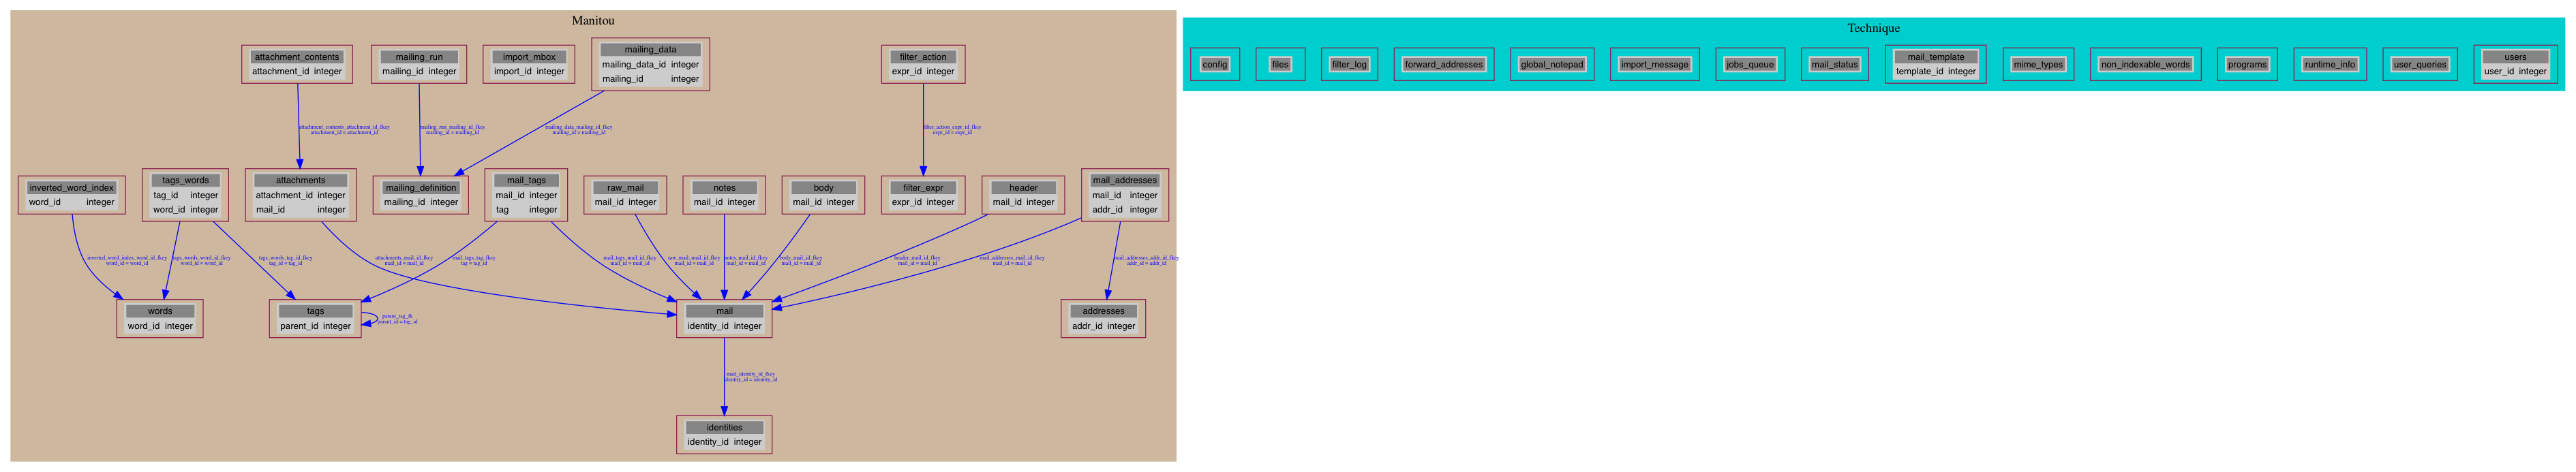 Manitou
attachment_contents
attachment_id integer
mailing_run
mailing_id integer
import_mbox
import_id integer
mailing_data
mailing_data_id integer
mailing_id integer
filter_action
expr_id integer
attachment_contents_attachment_id_fkey
attachment_id = attachment_id
mailing_run_mailing_id_fkey
mailing_id = mailing_id
mailing_data_mailing_id_fkey
mailing_id = mailing_id
filter_action_expr_id_fkey
expr_id = expr_id
inverted_word_index
word_id integer
tags_words
tag_id integer
word_id integer
attachments
attachment_id integer
mail_id integer
mailing_definition
mailing_id integer
mail_tags
mail_id integer
tag integer
raw_mail
mail_id integer
notes
mail_id integer
body
mail_id integer
filter_expr
expr_id integer
header
mail_id integer
mail_addresses
mail_id integer
addr_id integer
inverted_word_index_word_id_fkey
word_id = word_id
tags_words_word_id_fkey
word_id = word_id
tags_words_tag_id_fkey
tag_id = tag_id
attachments_mail_id_fkey
mail_id = mail_id
mail_tags_tag_fkey
tag = tag_id
mail_tags_mail_id_fkey
mail_id = mail_id
raw_mail_mail_id_fkey
mail_id = mail_id
notes_mail_id_fkey
mail_id = mail_id
body_mail_id_fkey
mail_id = mail_id
header_mail_id_fkey
mail_id = mail_id
mail_addresses_mail_id_fkey
mail_id = mail_id
mail_addresses_addr_id_fkey
addr_id = addr_id
words
word_id integer
tags
parent_id integer
parent_tag_fk
parent_id = tag_id
mail
identity_id integer
addresses
addr_id integer
mail_identity_id_fkey
identity_id = identity_id
identities
identity_id integer
Technique
config
files
filter_log
forward_addresses
global_notepad
import_message
jobs_queue
mail_status
mail_template
template_id integer
mime_types
non_indexable_words
programs
runtime_info
user_queries
users
user_id integer